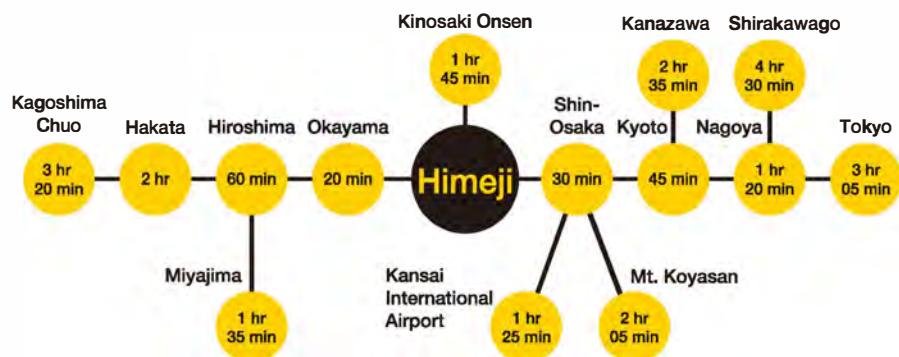 Kinosaki Onsen
1 hr
45 min
Kanazawa
2 hr
35 min
Shirakawago
4 hr
30 min
Kagoshima
Chuo
3 hr
20 min
Hakata
2 hr
Hiroshima
60 min
Okayama
20 min
Himeji
Shin-
Osaka
30 min
Kyoto
45 min
Nagoya
1 hr
20 min
Tokyo
3 hr
05 min
Miyajima
1 hr
35 min
Kansai
International
Airport
1 hr
25 min
Mt. Koyasan
2 hr
05 min